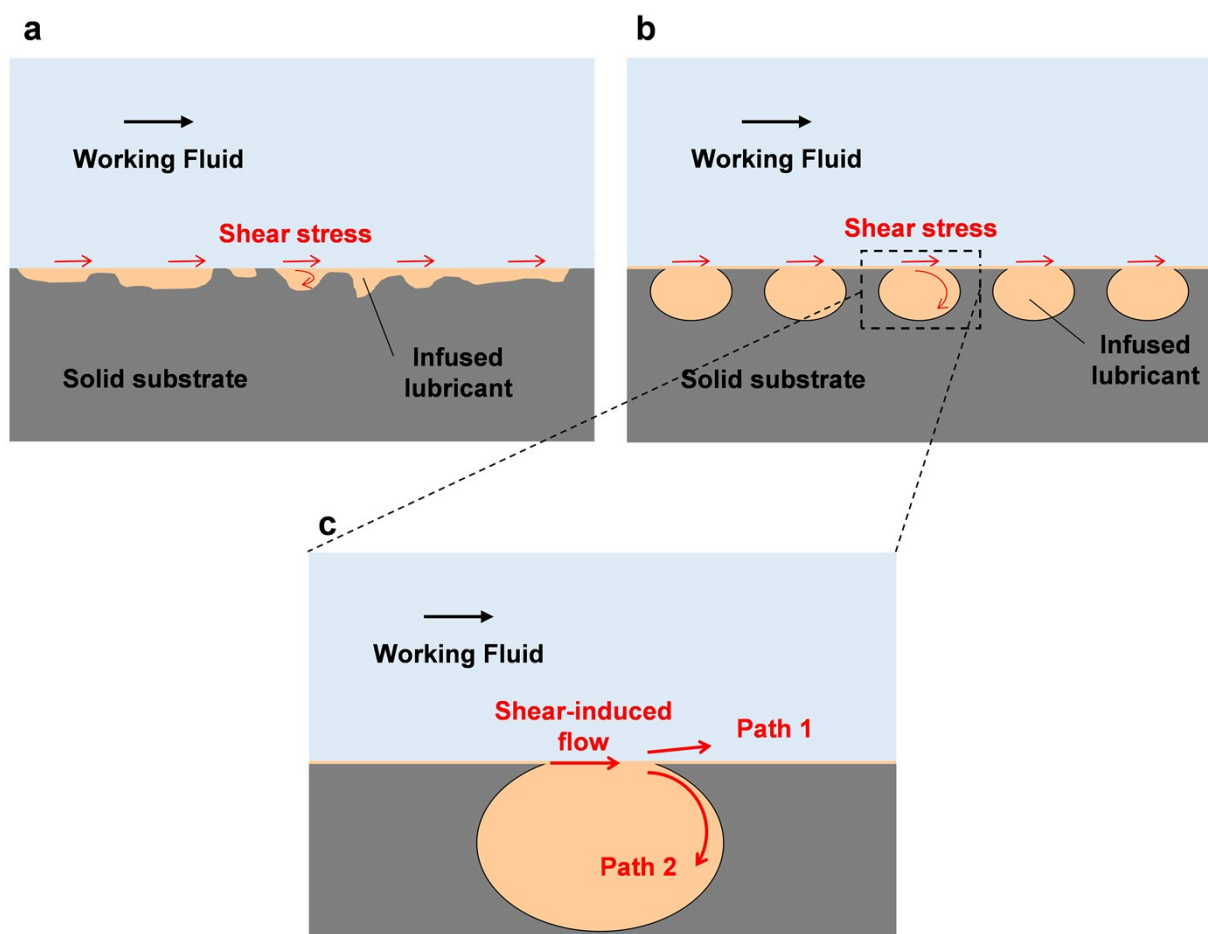 a
Working Fluid
Shear stress
Solid substrate
Infused
lubricant
b
Working Fluid
Shear stress
Solid substrate
Infused
lubricant
c
Working Fluid
Shear-induced
flow
Path 1
Path 2